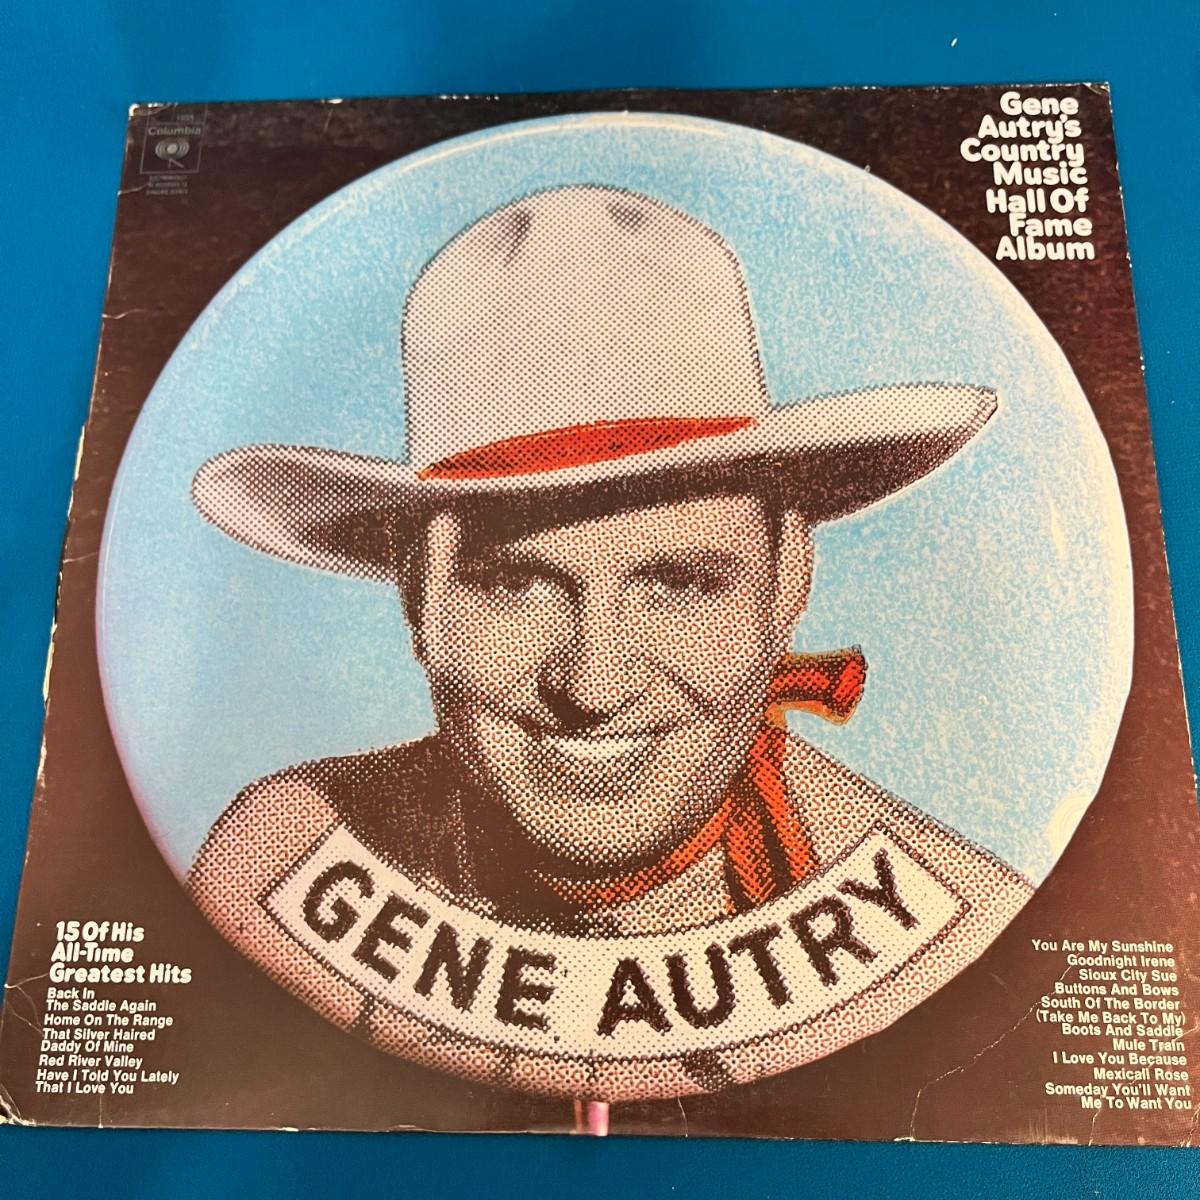 1035
Columbia
Gene
Autry's
Country
Music
Hall Of
Fame
Album
GENE AUTRY
15 Of His
All-Time
Greatest Hits
Back In
The Saddle Again
Home On The Range
That Silver Haired
Daddy Of Mine
Red River Valley
Have I Told You Lately
That I Love You
You Are My Sunshine
Goodnight Irene
Sioux City Sue
Buttons And Bows
South Of The Border
(Take Me Back To My)
Boots And Saddle
Mule Train
I Love You Because
Mexicali Rose
Someday You'll Want
Me To Want You